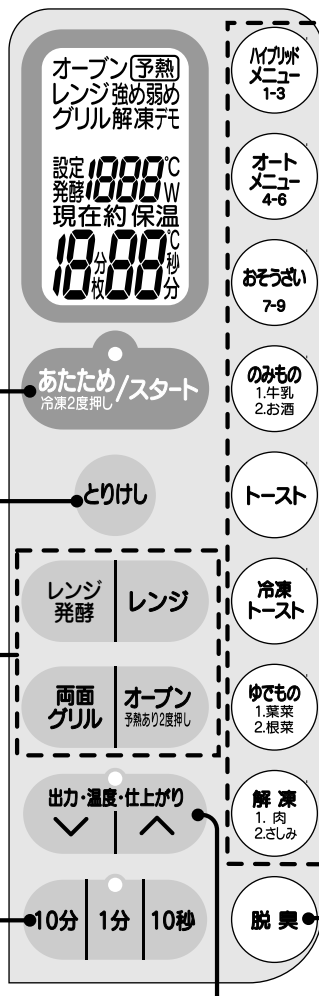 オーブン 予熱
レンジ強め弱め
グリル解凍デモ
設定
発酵
1888
℃
W
現在約保温
18
分
枚
88
℃
秒
分
あたため/スタート
冷凍2度押し
とりけし
レンジ
発酵
レンジ
両面
グリル
オーブン
予熱あり2度押し
出力・温度・仕上がり
10分
1分
10秒
ハイブリッド
メニュー
1-3
オート
メニュー
4-6
おそうざい
7-9
のみもの
1.牛乳
2.お酒
トースト
冷凍
トースト
ゆでもの
1.葉菜
2.根菜
解凍
1. 肉
2.さしみ
脱臭